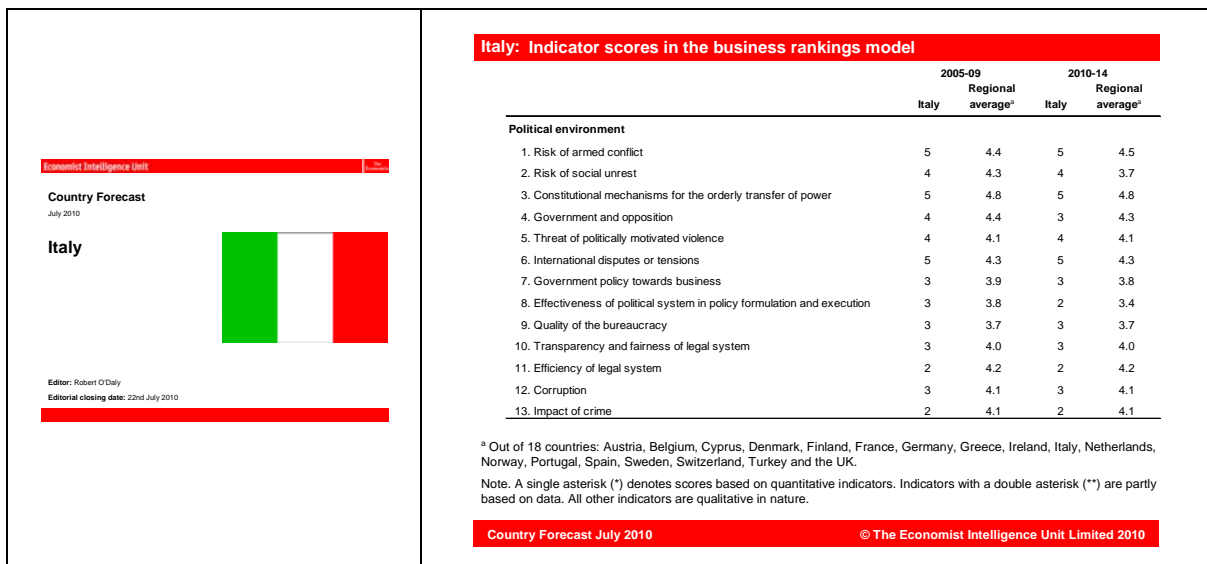 Economist Intelligence Unit
The
Economist
Country Forecast
July 2010
Italy
Editor: Robert O'Daly
Editorial closing date: 22nd July 2010
Italy: Indicator scores in the business rankings model
2005-09 2010-14
Regional Regional
Italy averageᵃ Italy averageᵃ
Political environment
1. Risk of armed conflict 5 4.4 5 4.5
2. Risk of social unrest 4 4.3 4 3.7
3. Constitutional mechanisms for the orderly transfer of power 5 4.8 5 4.8
4. Government and opposition 4 4.4 3 4.3
5. Threat of politically motivated violence 4 4.1 4 4.1
6. International disputes or tensions 5 4.3 5 4.3
7. Government policy towards business 3 3.9 3 3.8
8. Effectiveness of political system in policy formulation and execution 3 3.8 2 3.4
9. Quality of the bureaucracy 3 3.7 3 3.7
10. Transparency and fairness of legal system 3 4.0 3 4.0
11. Efficiency of legal system 2 4.2 2 4.2
12. Corruption 3 4.1 3 4.1
13. Impact of crime 2 4.1 2 4.1
ᵃ Out of 18 countries: Austria, Belgium, Cyprus, Denmark, Finland, France, Germany, Greece, Ireland, Italy, Netherlands,
Norway, Portugal, Spain, Sweden, Switzerland, Turkey and the UK.
Note. A single asterisk (*) denotes scores based on quantitative indicators. Indicators with a double asterisk (**) are partly
based on data. All other indicators are qualitative in nature.
Country Forecast July 2010 © The Economist Intelligence Unit Limited 2010